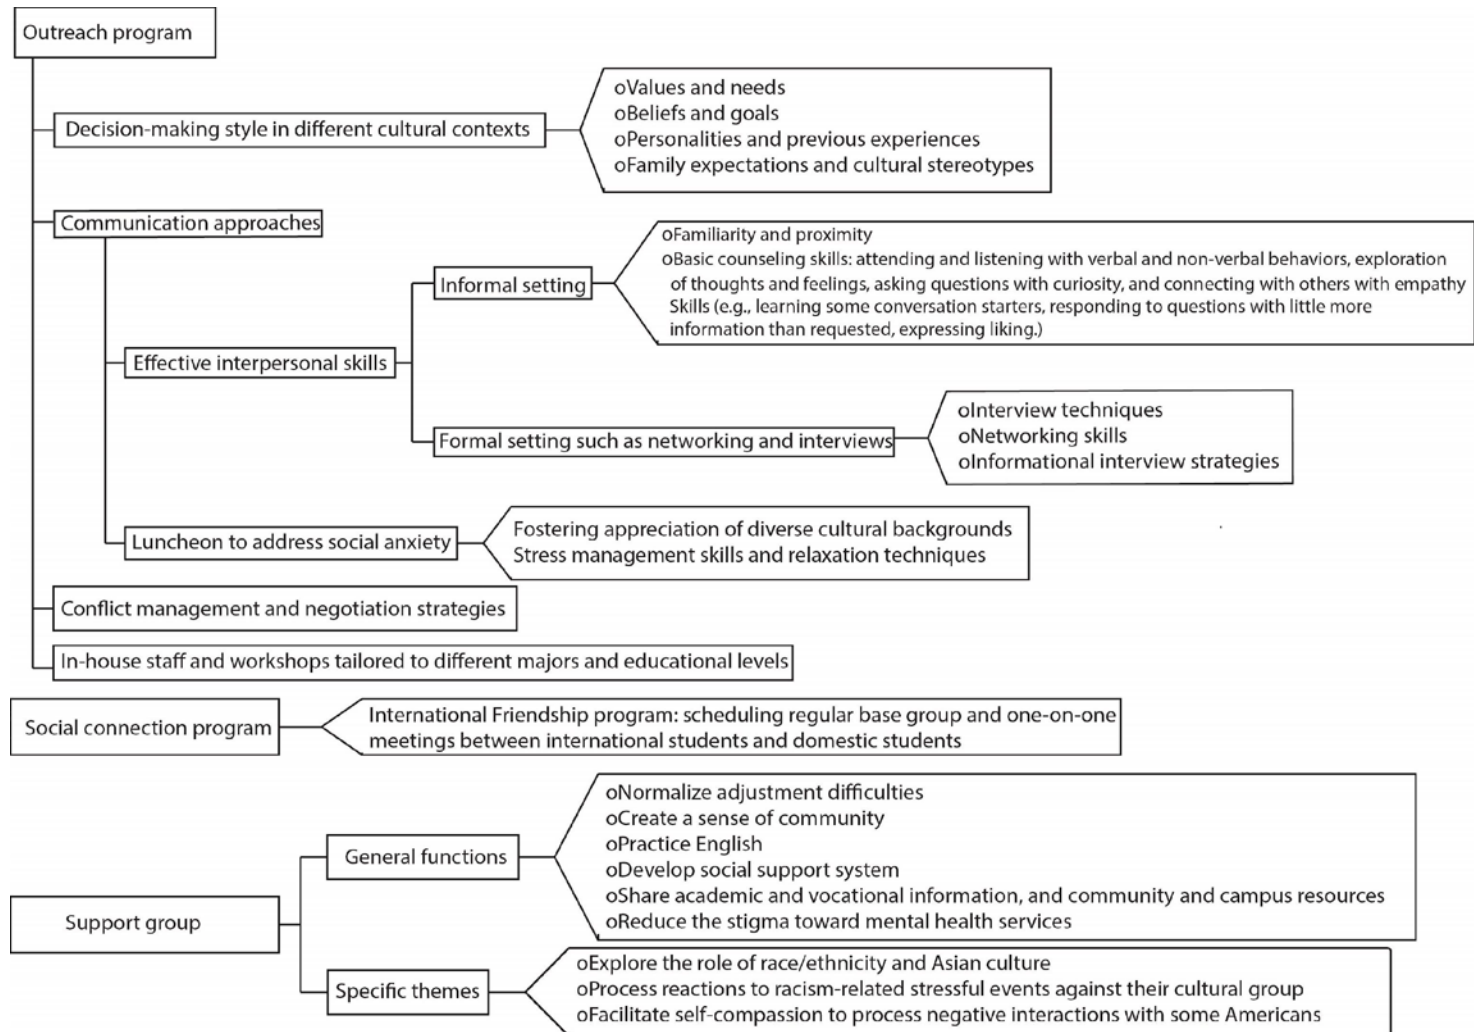 Outreach program
Decision-making style in different cultural contexts
oValues and needs
oBeliefs and goals
oPersonalities and previous experiences
oFamily expectations and cultural stereotypes
Communication approaches
Effective interpersonal skills
Informal setting
oFamiliarity and proximity
oBasic counseling skills: attending and listening with verbal and non-verbal behaviors, exploration
of thoughts and feelings, asking questions with curiosity, and connecting with others with empathy
Skills (e.g., learning some conversation starters, responding to questions with little more
information than requested, expressing liking.)
Formal setting such as networking and interviews
oInterview techniques
oNetworking skills
oInformational interview strategies
Luncheon to address social anxiety
Fostering appreciation of diverse cultural backgrounds
Stress management skills and relaxation techniques
Conflict management and negotiation strategies
In-house staff and workshops tailored to different majors and educational levels
Social connection program
International Friendship program: scheduling regular base group and one-on-one
meetings between international students and domestic students
Support group
General functions
oNormalize adjustment difficulties
oCreate a sense of community
oPractice English
oDevelop social support system
oShare academic and vocational information, and community and campus resources
oReduce the stigma toward mental health services
Specific themes
oExplore the role of race/ethnicity and Asian culture
oProcess reactions to racism-related stressful events against their cultural group
oFacilitate self-compassion to process negative interactions with some Americans